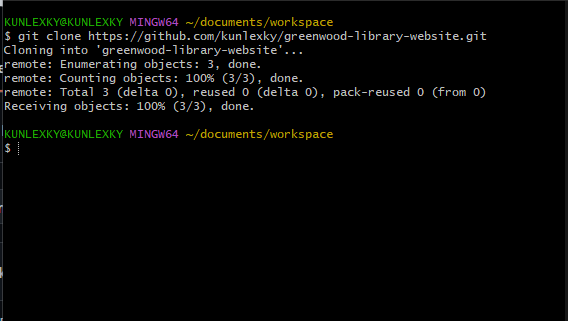 KUNLEXKY@KUNLEXKY MINGW64 ~/documents/workspace
$ git clone https://github.com/kunlexky/greenwood-library-website.git
Cloning into 'greenwood-library-website'...
remote: Enumerating objects: 3, done.
remote: Counting objects: 100% (3/3), done.
remote: Total 3 (delta 0), reused 0 (delta 0), pack-reused 0 (from 0)
Receiving objects: 100% (3/3), done.
KUNLEXKY@KUNLEXKY MINGW64 ~/documents/workspace
$